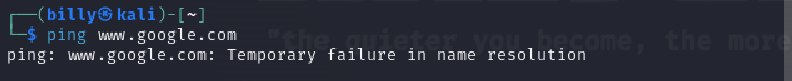 ┌──(billy㉿kali)-[~]
└─$ ping www.google.com
"the quieter you become, the more
ping: www.google.com: Temporary failure in name resolution